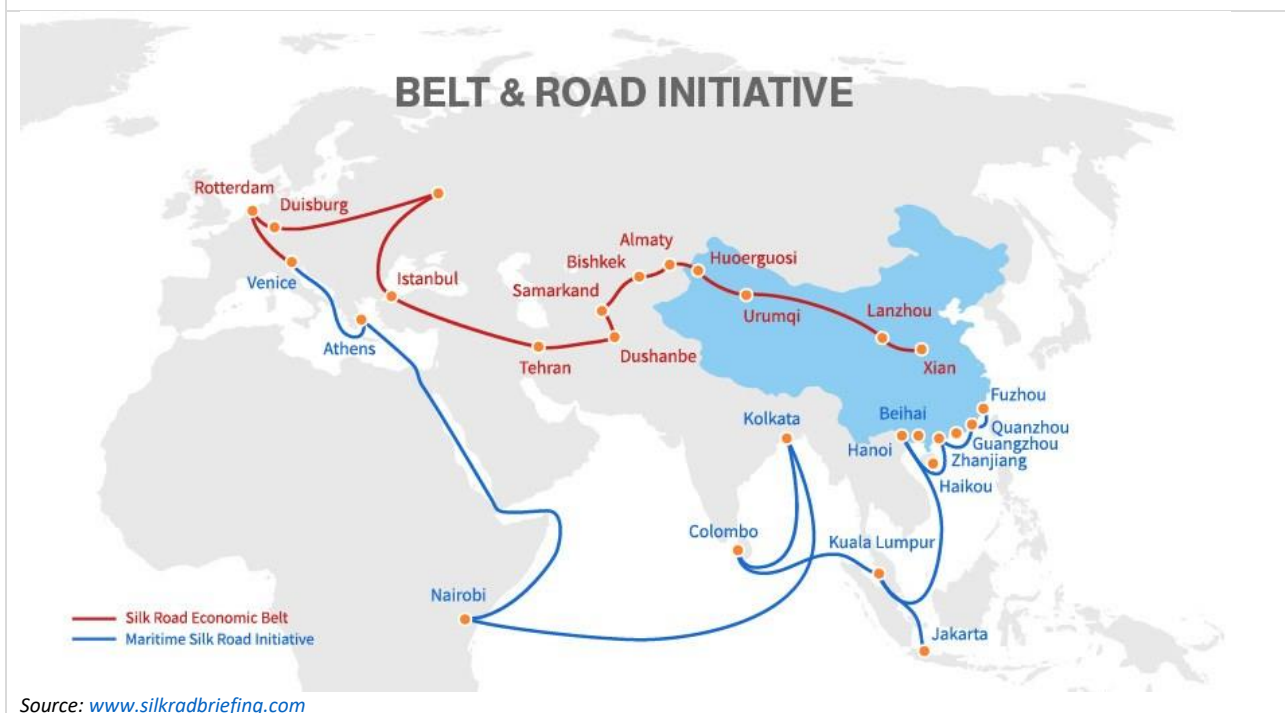 BELT & ROAD INITIATIVE
Rotterdam
Duisburg
Almaty
Huoerguosi
Bishkek
Venice
Istanbul
Samarkand
Urumqi
Lanzhou
Athens
Tehran
Dushanbe
Xian
Fuzhou
Kolkata
Beihai
Quanzhou
Hanoi
Guangzhou
Zhanjiang
Haikou
Colombo
Kuala Lumpur
Nairobi
Silk Road Economic Belt
Maritime Silk Road Initiative
Jakarta
Source: www.silkradbriefing.com